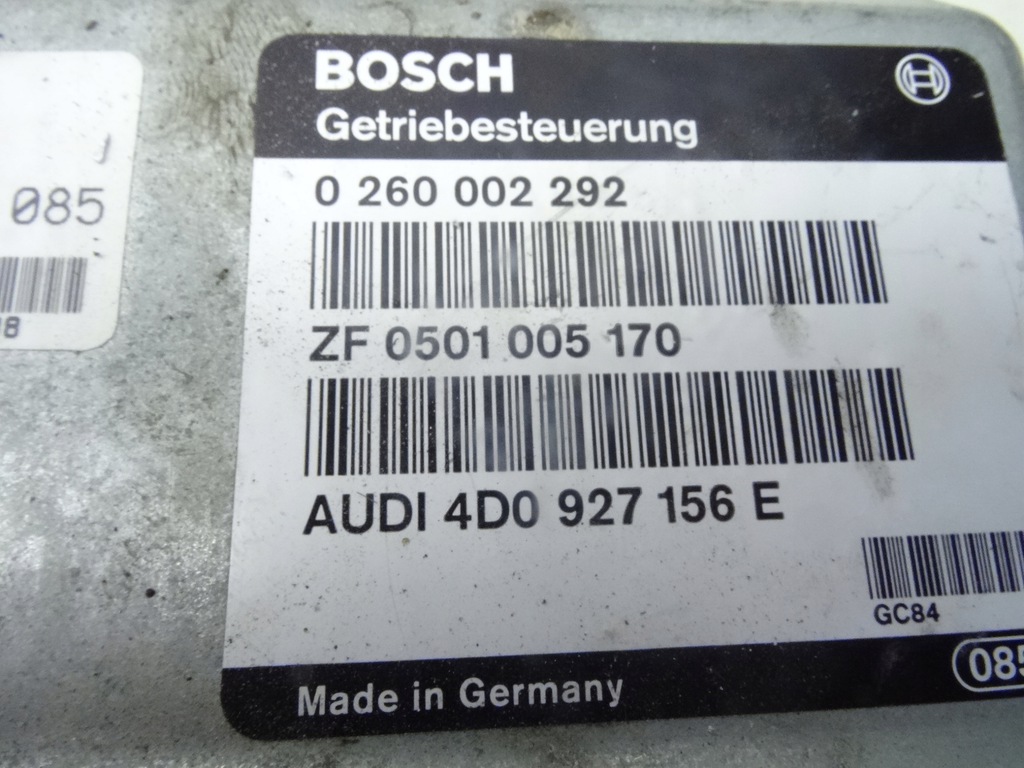 BOSCH
Getriebesteuerung
0 260 002 292
ZF 0501 005 170
AUDI 4D0 927 156 E
GC84
Made in Germany
085
085